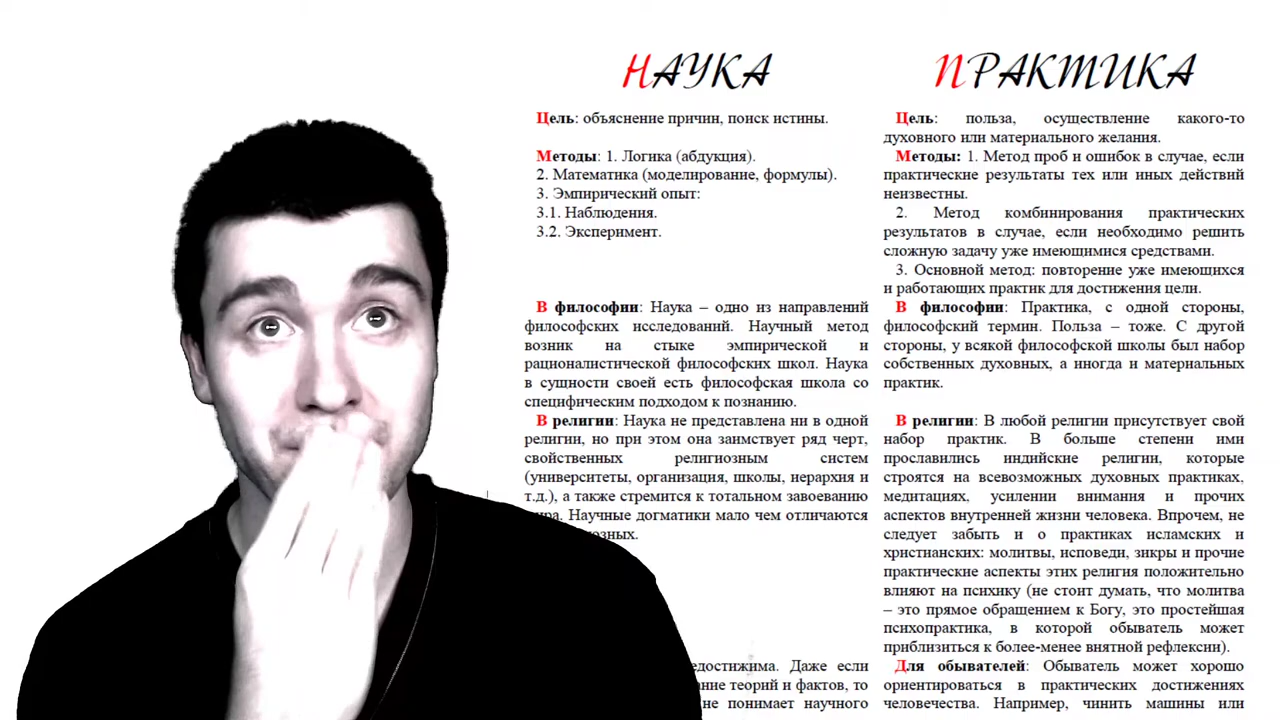 НАУКА
Цель: объяснение причин, поиск истины.
Методы: 1. Логика (абдукция).
2. Математика (моделирование, формулы).
3. Эмпирический опыт:
3.1. Наблюдения.
3.2. Эксперимент.
В философии: Наука – одно из направлений
философских исследований. Научный метод
возник на стыке эмпирической и
рационалистической философских школ. Наука
в сущности своей есть философская школа со
специфическим подходом к познанию.
В религии: Наука не представлена ни в одной
религии, но при этом она заимствует ряд черт,
свойственных религиозным систем
(университеты, организация, школы, иерархия и
т.д.), а также стремится к тотальном завоеванию
. Научные догматики мало чем отличаются
Даже если
теорий и фактов, то
не понимает научного
ПРАКТИКА
Цель: польза, осуществление какого-то
духовного или материального желания.
Методы: 1. Метод проб и ошибок в случае, если
практические результаты тех или иных действий
неизвестны.
2. Метод комбинирования практических
результатов в случае, если необходимо решить
сложную задачу уже имеющимися средствами.
3. Основной метод: повторение уже имеющихся
и работающих практик для достижения цели.
В философии: Практика, с одной стороны,
философский термин. Польза – тоже. С другой
стороны, у всякой философской школы был набор
собственных духовных, а иногда и материальных
практик.
В религии: В любой религии присутствует свой
набор практик. В больше степени ими
прославились индийские религии, которые
строятся на всевозможных духовных практиках,
медитациях, усилении внимания и прочих
аспектов внутренней жизни человека. Впрочем, не
следует забыть и о практиках исламских и
христианских: молитвы, исповеди, зикры и прочие
практические аспекты этих религия положительно
влияют на психику (не стоит думать, что молитва
– это прямое обращением к Богу, это простейшая
психопрактика, в которой обыватель может
приблизиться к более-менее внятной рефлексии).
Для обывателей: Обыватель может хорошо
ориентироваться в практических достижениях
человечества. Например, чинить машины или